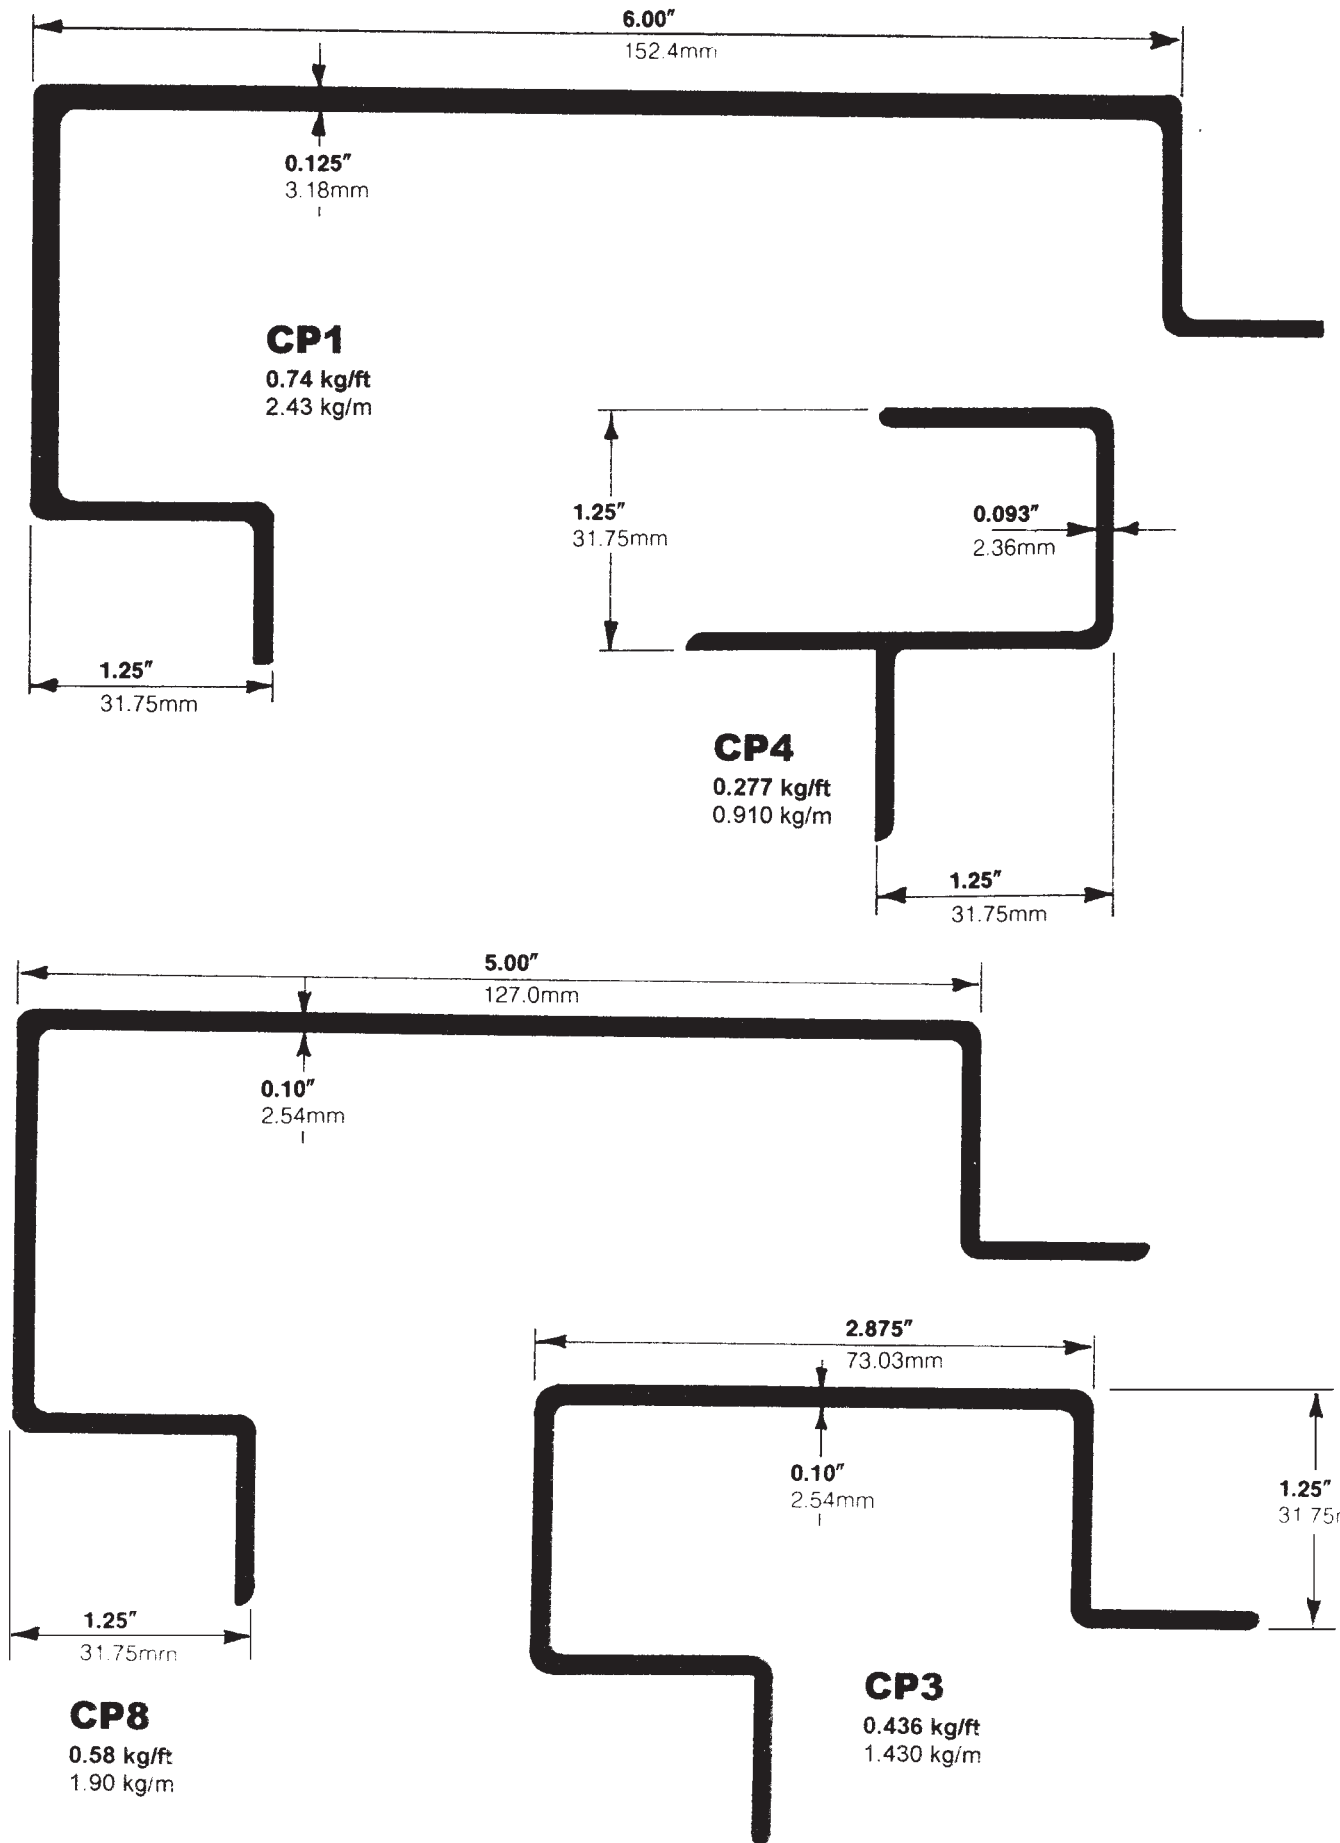 6.00"
152.4mm
0.125"
3.18mm
CP1
0.74 kg/ft
2.43 kg/m
1.25"
31.75mm
0.093"
2.36mm
1.25"
31.75mm
CP4
0.277 kg/ft
0.910 kg/m
1.25"
31.75mm
5.00"
127.0mm
0.10"
2.54mm
2.875"
73.03mm
0.10"
2.54mm
1.25"
31.75m
1.25"
31.75mm
CP8
0.58 kg/ft
1.90 kg/m
CP3
0.436 kg/ft
1.430 kg/m